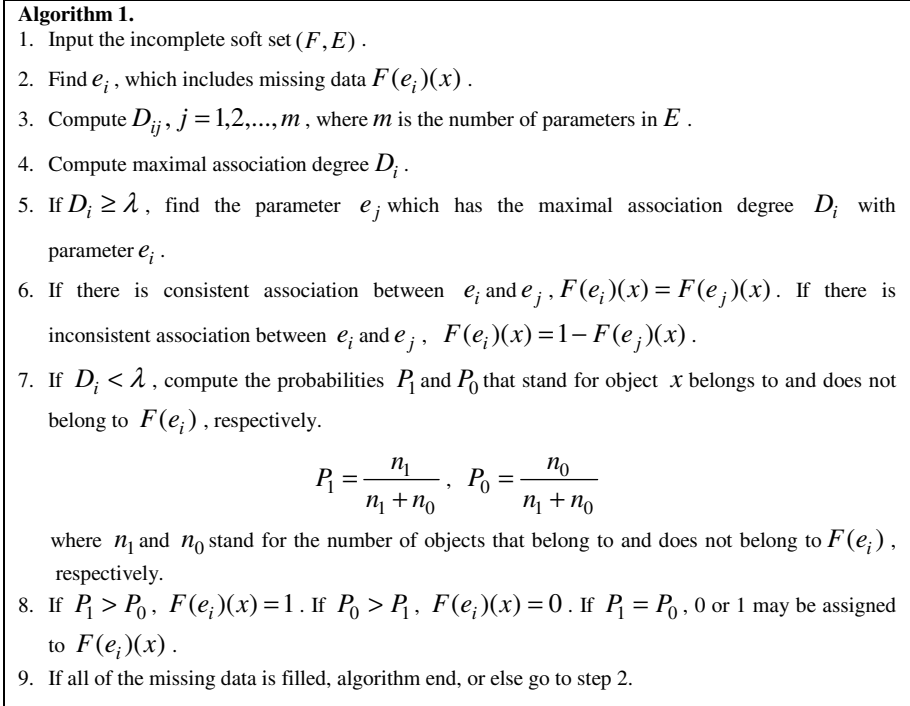 Algorithm 1.
1. Input the incomplete soft set (F, E) .
2. Find e_i , which includes missing data F(e_i)(x) .
3. Compute D_ij , j = 1,2,...,m , where m is the number of parameters in E .
4. Compute maximal association degree D_i .
5. If D_i ≥ λ , find the parameter e_j which has the maximal association degree D_i with
parameter e_i .
6. If there is consistent association between e_i and e_j , F(e_i)(x) = F(e_j)(x) . If there is
inconsistent association between e_i and e_j , F(e_i)(x) = 1 − F(e_j)(x) .
7. If D_i < λ , compute the probabilities P_1 and P_0 that stand for object x belongs to and does not
belong to F(e_i) , respectively.
P_1 = n_1 / (n_1 + n_0) , P_0 = n_0 / (n_1 + n_0)
where n_1 and n_0 stand for the number of objects that belong to and does not belong to F(e_i) ,
respectively.
8. If P_1 > P_0 , F(e_i)(x) = 1 . If P_0 > P_1 , F(e_i)(x) = 0 . If P_1 = P_0 , 0 or 1 may be assigned
to F(e_i)(x) .
9. If all of the missing data is filled, algorithm end, or else go to step 2.